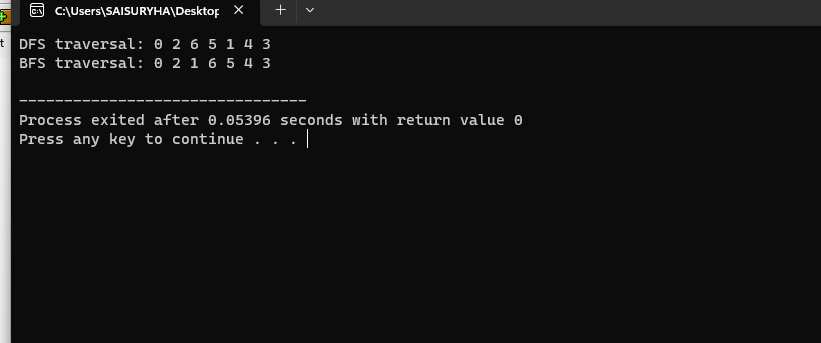 C:\Users\SAISURYHA\Desktop
t
DFS traversal: 0 2 6 5 1 4 3
BFS traversal: 0 2 1 6 5 4 3
--------------------------------
Process exited after 0.05396 seconds with return value 0
Press any key to continue . . .